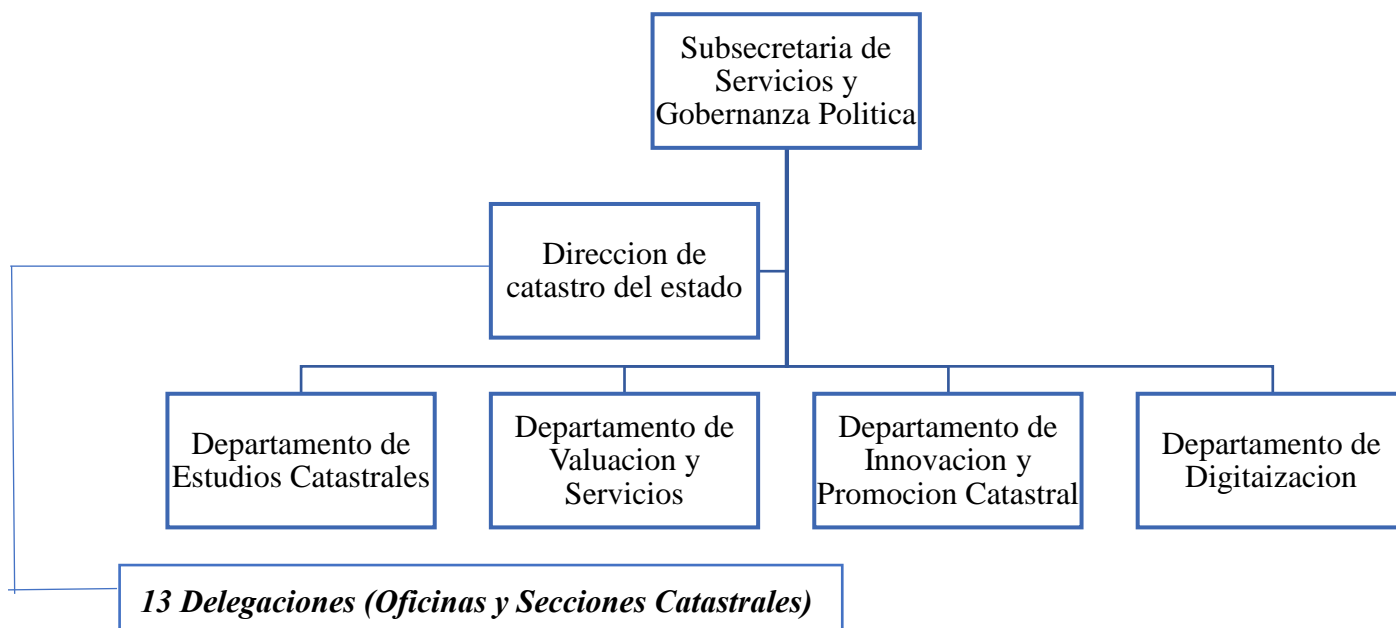 Subsecretaria de
Servicios y
Gobernanza Politica
Direccion de
catastro del estado
Departamento de
Estudios Catastrales
Departamento de
Valuacion y
Servicios
Departamento de
Innovacion y
Promocion Catastral
Departamento de
Digitaizacion
13 Delegaciones (Oficinas y Secciones Catastrales)